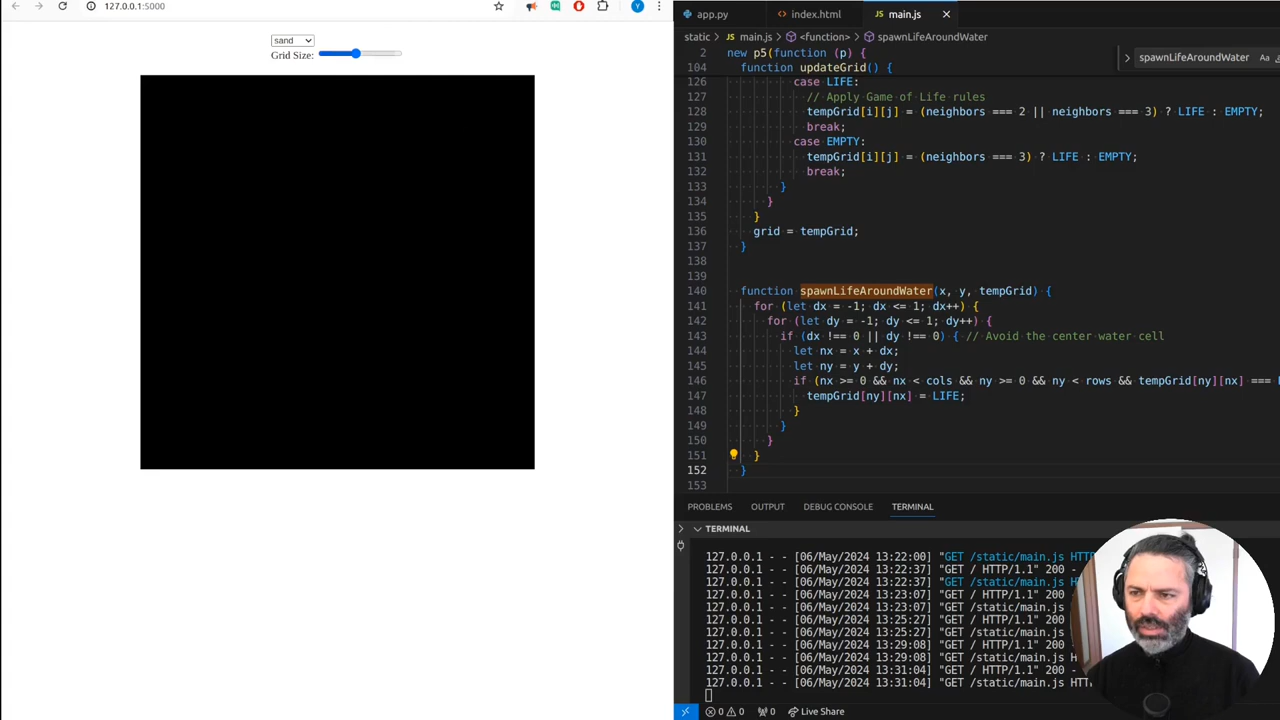 127.0.0.1:5000
Y
sand
Grid Size:
app.py
index.html
JS main.js
static > JS main.js > <function> > spawnLifeAroundWater
spawnLifeAroundWater Aa
2 new p5(function (p) {
104 function updateGrid() {
126 case LIFE:
127 // Apply Game of Life rules
128 tempGrid[i][j] = (neighbors === 2 || neighbors === 3) ? LIFE : EMPTY;
129 break;
130 case EMPTY:
131 tempGrid[i][j] = (neighbors === 3) ? LIFE : EMPTY;
132 break;
133 }
134 }
135 }
136 grid = tempGrid;
137 }
138
139
140 function spawnLifeAroundWater(x, y, tempGrid) {
141 for (let dx = -1; dx <= 1; dx++) {
142 for (let dy = -1; dy <= 1; dy++) {
143 if (dx !== 0 || dy !== 0) { // Avoid the center water cell
144 let nx = x + dx;
145 let ny = y + dy;
146 if (nx >= 0 && nx < cols && ny >= 0 && ny < rows && tempGrid[ny][nx] ===
147 tempGrid[ny][nx] = LIFE;
148 }
149 }
150 }
151 }
152 }
153
PROBLEMS OUTPUT DEBUG CONSOLE TERMINAL
TERMINAL
127.0.0.1 - - [06/May/2024 13:22:00] "GET /static/main.js HTT
127.0.0.1 - - [06/May/2024 13:22:37] "GET / HTTP/1.1" 200 -
127.0.0.1 - - [06/May/2024 13:22:37] "GET /static/main.js HT
127.0.0.1 - - [06/May/2024 13:23:07] "GET / HTTP/1.1" 200
127.0.0.1 - - [06/May/2024 13:23:07] "GET /static/main.js
127.0.0.1 - - [06/May/2024 13:25:27] "GET / HTTP/1.1" 200
127.0.0.1 - - [06/May/2024 13:25:27] "GET /static/main.js
127.0.0.1 - - [06/May/2024 13:29:08] "GET / HTTP/1.1" 200
127.0.0.1 - - [06/May/2024 13:29:08] "GET /static/main.js
127.0.0.1 - - [06/May/2024 13:31:04] "GET / HTTP/1.1" 200
127.0.0.1 - - [06/May/2024 13:31:04] "GET /static/main.js HTT
0 0 0 Live Share